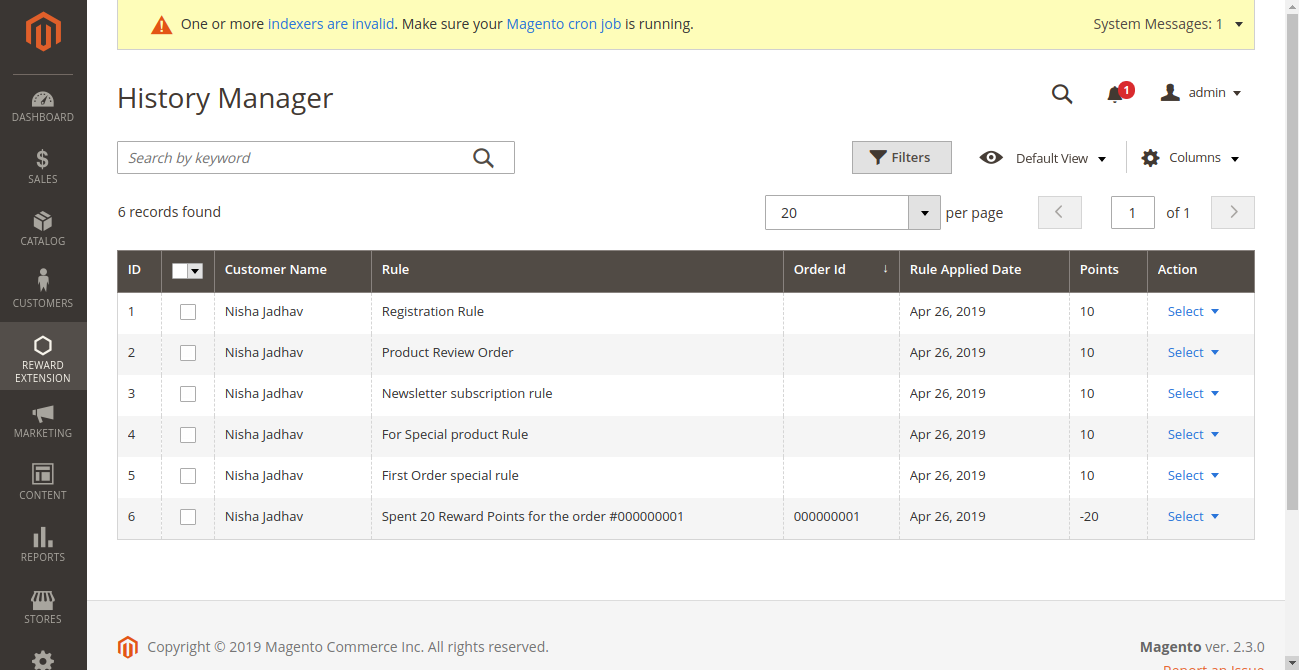 One or more indexers are invalid. Make sure your Magento cron job is running.
System Messages: 1
History Manager
1
admin
Search by keyword
Filters
Default View
Columns
6 records found
20
per page
1
of 1
ID Customer Name Rule Order Id ↓ Rule Applied Date Points Action
1 Nisha Jadhav Registration Rule Apr 26, 2019 10 Select
2 Nisha Jadhav Product Review Order Apr 26, 2019 10 Select
3 Nisha Jadhav Newsletter subscription rule Apr 26, 2019 10 Select
4 Nisha Jadhav For Special product Rule Apr 26, 2019 10 Select
5 Nisha Jadhav First Order special rule Apr 26, 2019 10 Select
6 Nisha Jadhav Spent 20 Reward Points for the order #000000001 000000001 Apr 26, 2019 -20 Select
DASHBOARD
$
SALES
CATALOG
CUSTOMERS
REWARD
EXTENSION
MARKETING
CONTENT
REPORTS
STORES
Copyright © 2019 Magento Commerce Inc. All rights reserved.
Magento ver. 2.3.0
Report an Issue